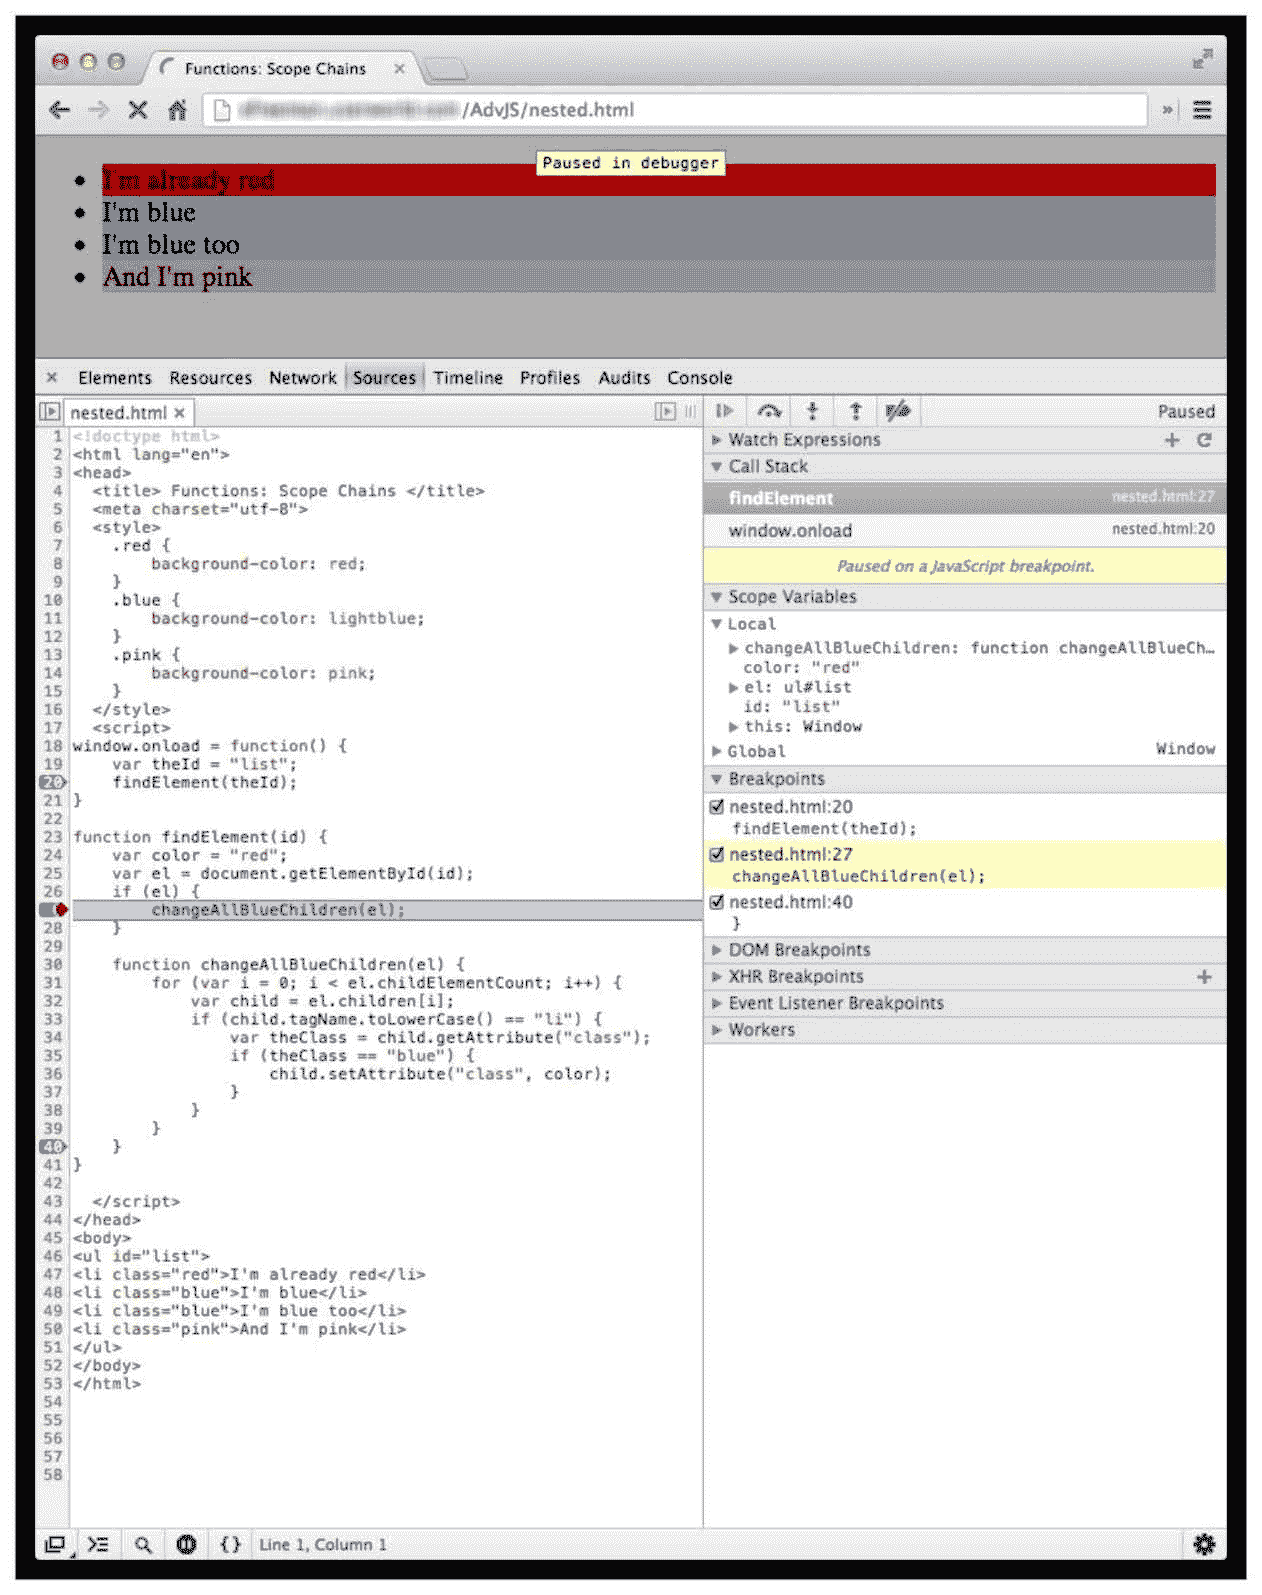 Functions: Scope Chains
/AdvJS/nested.html
»
Paused in debugger
I'm already red
I'm blue
I'm blue too
And I'm pink
Elements Resources Network Sources Timeline Profiles Audits Console
nested.html
Paused
1 <!doctype html>
2 <html lang="en">
3 <head>
4 <title> Functions: Scope Chains </title>
5 <meta charset="utf-8">
6 <style>
7 .red {
8 background-color: red;
9 }
10 .blue {
11 background-color: lightblue;
12 }
13 .pink {
14 background-color: pink;
15 }
16 </style>
17 <script>
18 window.onload = function() {
19 var theId = "list";
20 findElement(theId);
21 }
22
23 function findElement(id) {
24 var color = "red";
25 var el = document.getElementById(id);
26 if (el) {
changeAllBlueChildren(el);
28 }
29
30 function changeAllBlueChildren(el) {
31 for (var i = 0; i < el.childElementCount; i++) {
32 var child = el.children[i];
33 if (child.tagName.toLowerCase() == "li") {
34 var theClass = child.getAttribute("class");
35 if (theClass == "blue") {
36 child.setAttribute("class", color);
37 }
38 }
39 }
40 }
41 }
42
43 </script>
44 </head>
45 <body>
46 <ul id="list">
47 <li class="red">I'm already red</li>
48 <li class="blue">I'm blue</li>
49 <li class="blue">I'm blue too</li>
50 <li class="pink">And I'm pink</li>
51 </ul>
52 </body>
53 </html>
54
55
56
57
58
Watch Expressions
Call Stack
findElement nested.html:27
window.onload nested.html:20
Paused on a JavaScript breakpoint.
Scope Variables
Local
changeAllBlueChildren: function changeAllBlueCh…
color: "red"
el: ul#list
id: "list"
this: Window
Global Window
Breakpoints
nested.html:20
findElement(theId);
nested.html:27
changeAllBlueChildren(el);
nested.html:40
}
DOM Breakpoints
XHR Breakpoints
Event Listener Breakpoints
Workers
{} Line 1, Column 1